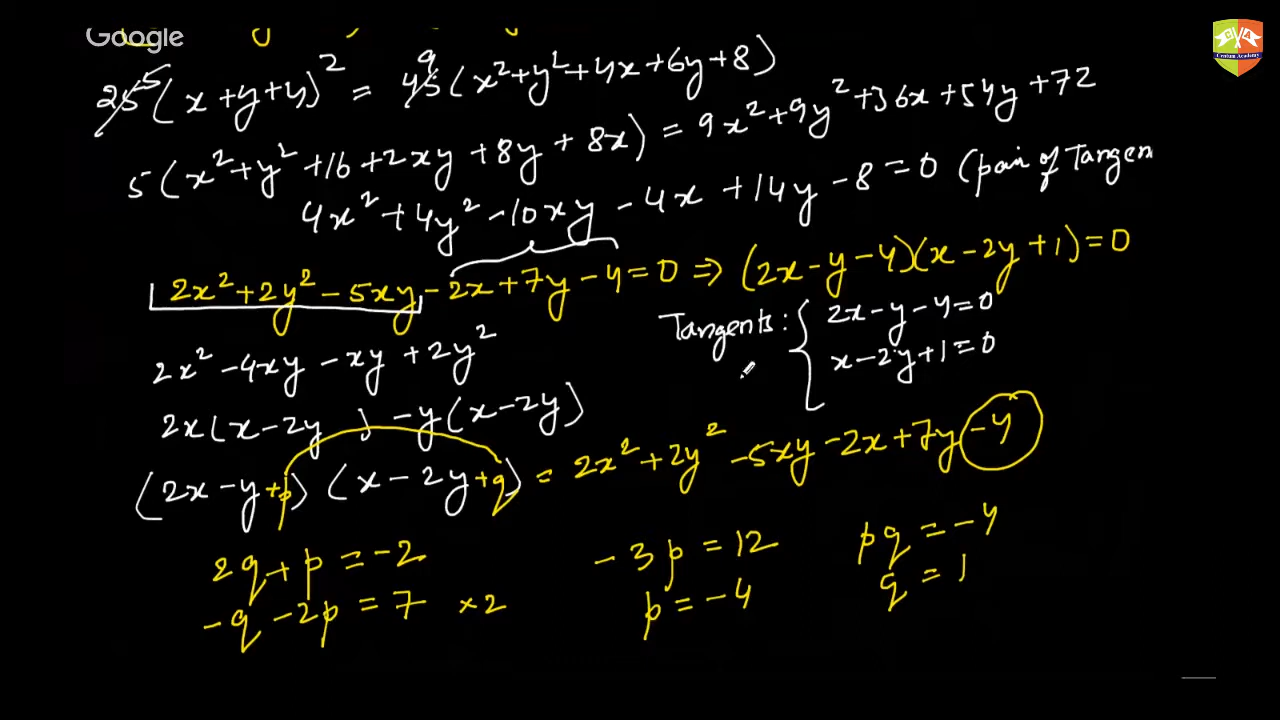 Google
25 5 (x+y+4)² = 45 9 (x²+y²+4x+6y+8)
5(x²+y²+16+2xy+8y+8x) = 9x²+9y²+36x+54y+72
4x²+4y²-10xy-4x+14y-8=0 (pair of Tangen
2x²+2y²-5xy-2x+7y-4=0 ⇒ (2x-y-4)(x-2y+1)=0
Tangents: { 2x-y-4=0
x-2y+1=0
2x²-4xy-xy+2y²
2x(x-2y)-y(x-2y)
(2x-y+p)(x-2y+q) = 2x²+2y²-5xy-2x+7y-4
2q+p=-2
-q-2p=7 ×2
-3p=12
p=-4
pq=-4
q=1
Centum Academy